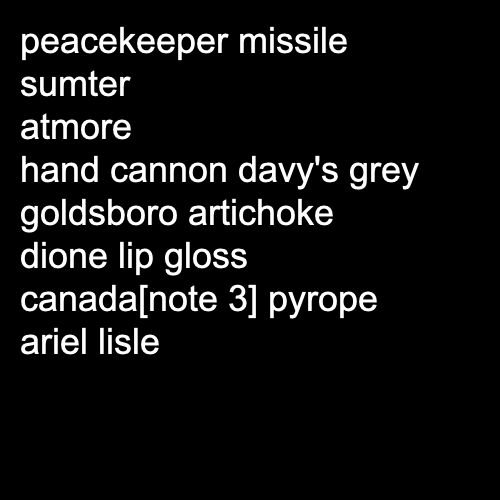 peacekeeper missile
sumter
atmore
hand cannon davy's grey
goldsboro artichoke
dione lip gloss
canada[note 3] pyrope
ariel lisle